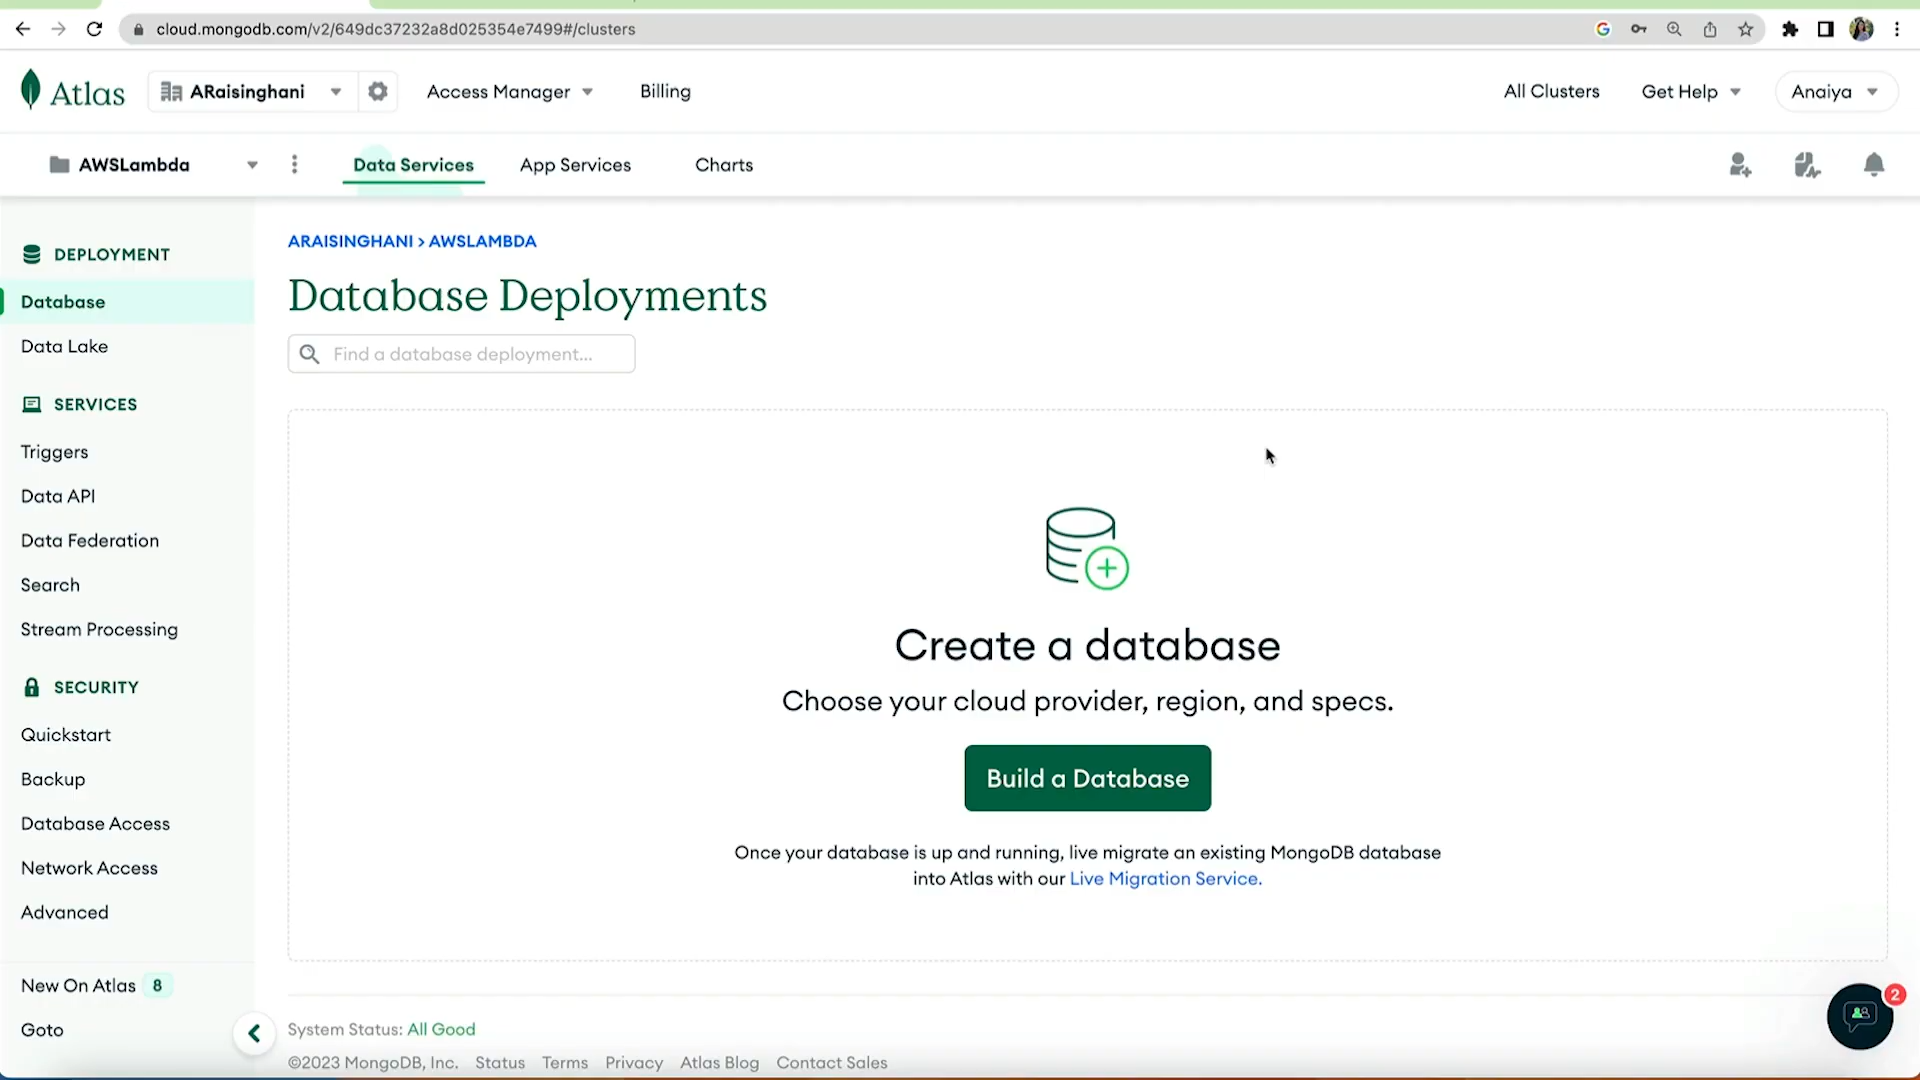 cloud.mongodb.com/v2/649dc37232a8d025354e7499#/clusters
Atlas
ARaisinghani
Access Manager
Billing
All Clusters
Get Help
Anaiya
AWSLambda
Data Services
App Services
Charts
DEPLOYMENT
Database
Data Lake
SERVICES
Triggers
Data API
Data Federation
Search
Stream Processing
SECURITY
Quickstart
Backup
Database Access
Network Access
Advanced
New On Atlas 8
Goto
ARAISINGHANI > AWSLAMBDA
Database Deployments
Find a database deployment...
Create a database
Choose your cloud provider, region, and specs.
Build a Database
Once your database is up and running, live migrate an existing MongoDB database
into Atlas with our Live Migration Service.
2
System Status: All Good
©2023 MongoDB, Inc. Status Terms Privacy Atlas Blog Contact Sales